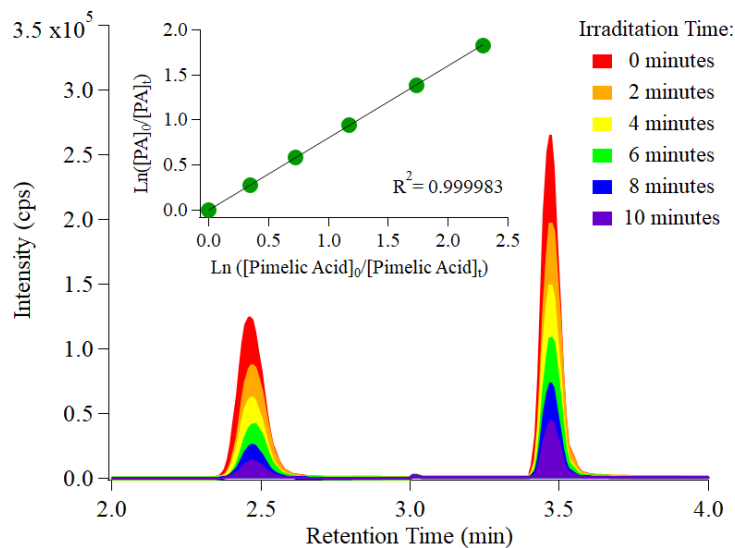 3.5 x10⁵
3.0
2.5
2.0
1.5
1.0
0.5
0.0
Intensity (cps)
2.0
2.5
3.0
3.5
4.0
Retention Time (min)
2.0
1.5
1.0
0.5
0.0
Ln([PA]₀/[PA]ₜ)
R² = 0.999983
0.0
0.5
1.0
1.5
2.0
2.5
Ln ([Pimelic Acid]₀/[Pimelic Acid]ₜ)
Irraditation Time:
0 minutes
2 minutes
4 minutes
6 minutes
8 minutes
10 minutes